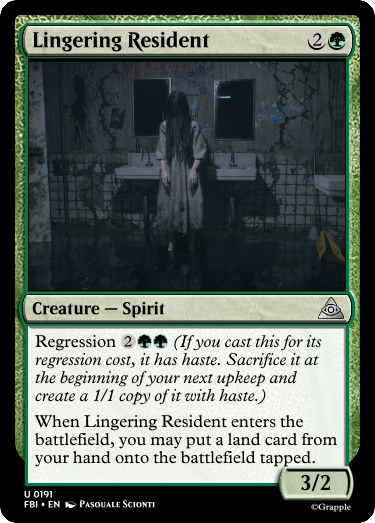 Lingering Resident 2
Creature — Spirit
Regression 2 (If you cast this for its
regression cost, it has haste. Sacrifice it at
the beginning of your next upkeep and
create a 1/1 copy of it with haste.)
When Lingering Resident enters the
battlefield, you may put a land card from
your hand onto the battlefield tapped.
3/2
U 0191
FBI • EN Pasquale Scionti
©Grapple